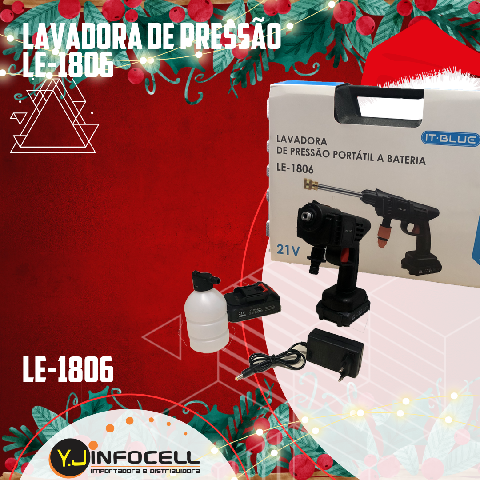 LAVADORA DE PRESSÃO
LE-1806
IT-BLUE
LAVADORA
DE PRESSÃO PORTÁTIL A BATERIA
LE-1806
21V
LE-1806
Y.J INFOCELL
importadora e distribuidora